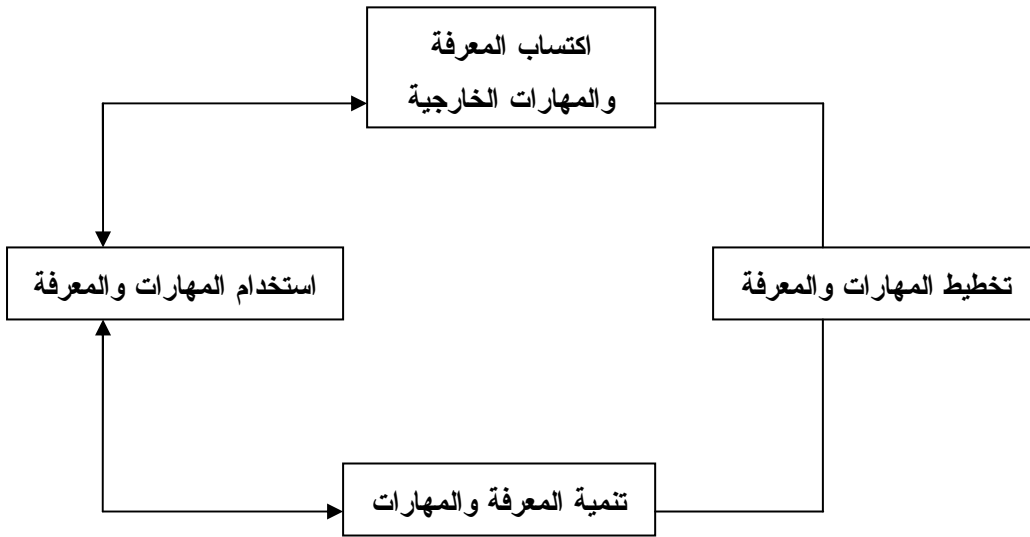 اكتساب المعرفة
والمهارات الخارجية
تخطيط المهارات والمعرفة
استخدام المهارات والمعرفة
تنمية المعرفة والمهارات